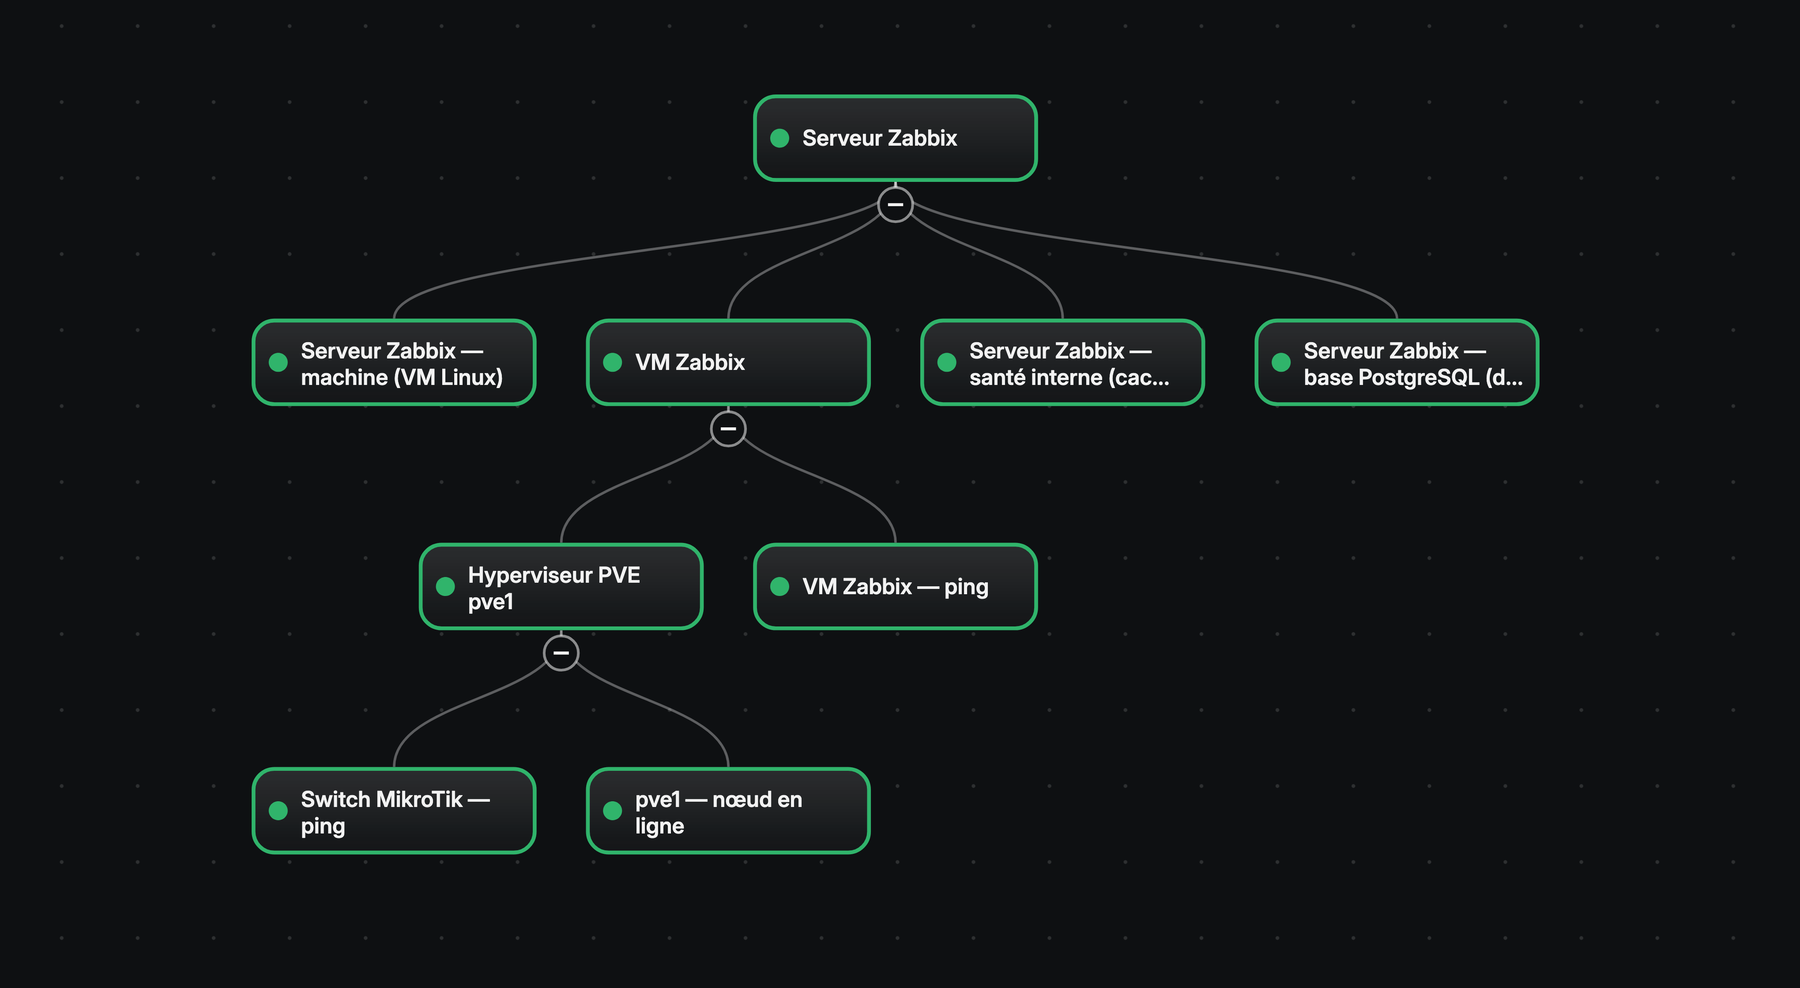 Serveur Zabbix
Serveur Zabbix —
machine (VM Linux)
VM Zabbix
Serveur Zabbix —
santé interne (cac...
Serveur Zabbix —
base PostgreSQL (d...
Hyperviseur PVE
pve1
VM Zabbix — ping
Switch MikroTik —
ping
pve1 — nœud en
ligne